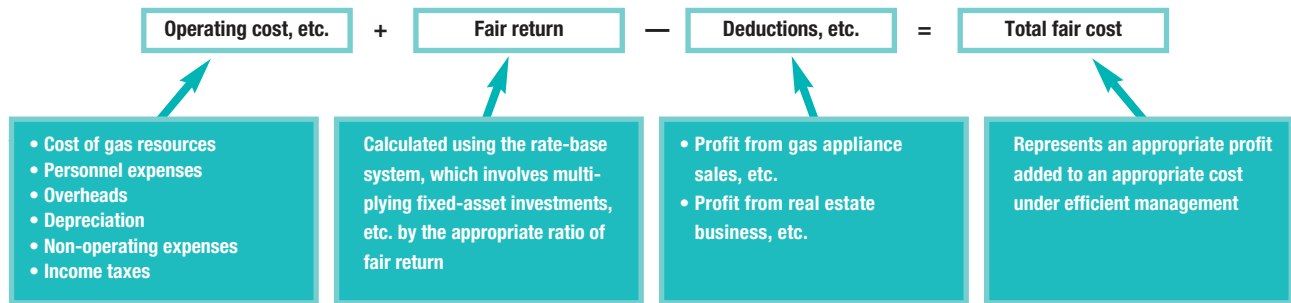 Operating cost, etc. + Fair return — Deductions, etc. = Total fair cost
• Cost of gas resources
• Personnel expenses
• Overheads
• Depreciation
• Non-operating expenses
• Income taxes
Calculated using the rate-base
system, which involves multi-
plying fixed-asset investments,
etc. by the appropriate ratio of
fair return
• Profit from gas appliance
sales, etc.
• Profit from real estate
business, etc.
Represents an appropriate profit
added to an appropriate cost
under efficient management